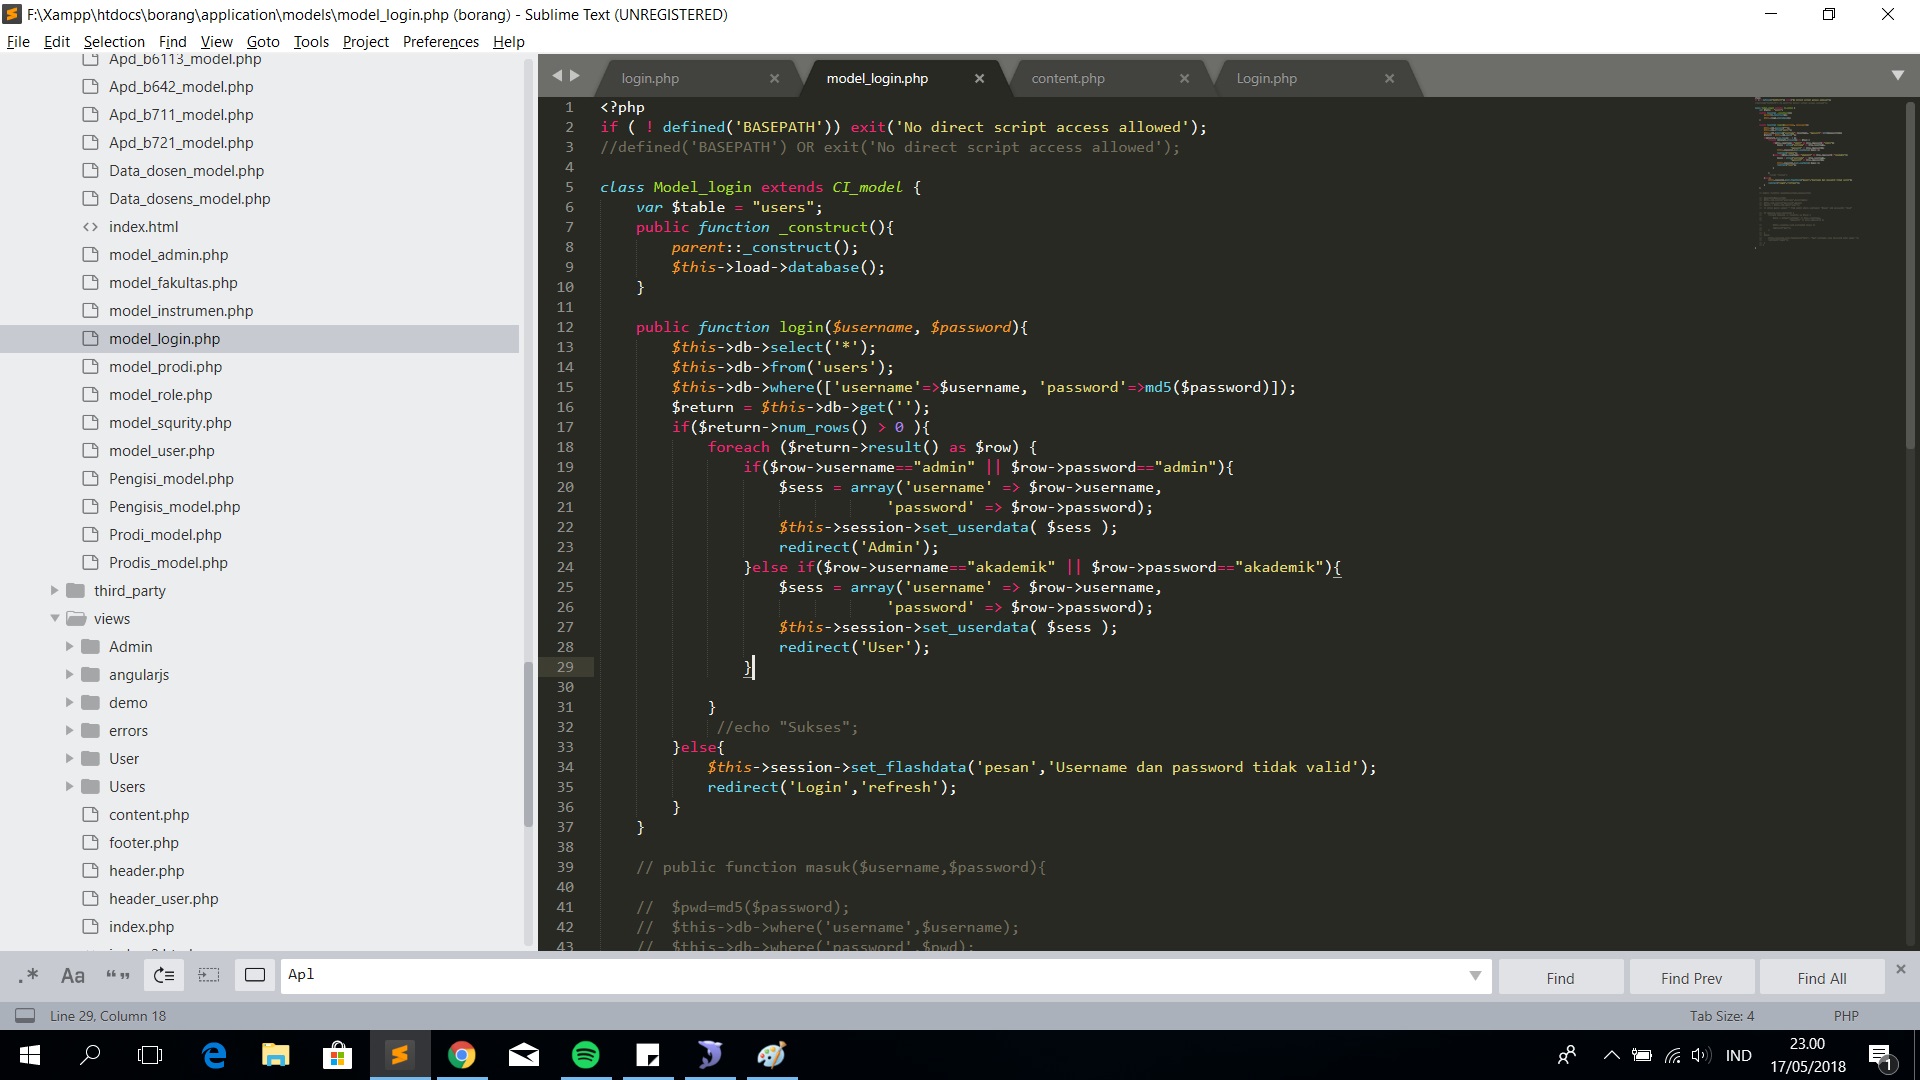 F:\Xampp\htdocs\borang\application\models\model_login.php (borang) - Sublime Text (UNREGISTERED)
File Edit Selection Find View Goto Tools Project Preferences Help
Apd_b6113_model.php
Apd_b642_model.php
Apd_b711_model.php
Apd_b721_model.php
Data_dosen_model.php
Data_dosens_model.php
<> index.html
model_admin.php
model_fakultas.php
model_instrumen.php
model_login.php
model_prodi.php
model_role.php
model_squrity.php
model_user.php
Pengisi_model.php
Pengisis_model.php
Prodi_model.php
Prodis_model.php
third_party
views
Admin
angularjs
demo
errors
User
Users
content.php
footer.php
header.php
header_user.php
index.php
login.php model_login.php content.php Login.php
1 <?php
2 if ( ! defined('BASEPATH')) exit('No direct script access allowed');
3 //defined('BASEPATH') OR exit('No direct script access allowed');
4
5 class Model_login extends CI_model {
6 var $table = "users";
7 public function _construct(){
8 parent::_construct();
9 $this->load->database();
10 }
11
12 public function login($username, $password){
13 $this->db->select('*');
14 $this->db->from('users');
15 $this->db->where(['username'=>$username, 'password'=>md5($password)]);
16 $return = $this->db->get('');
17 if($return->num_rows() > 0 ){
18 foreach ($return->result() as $row) {
19 if($row->username=="admin" || $row->password=="admin"){
20 $sess = array('username' => $row->username,
21 'password' => $row->password);
22 $this->session->set_userdata( $sess );
23 redirect('Admin');
24 }else if($row->username=="akademik" || $row->password=="akademik"){
25 $sess = array('username' => $row->username,
26 'password' => $row->password);
27 $this->session->set_userdata( $sess );
28 redirect('User');
29 }
30
31 }
32 //echo "Sukses";
33 }else{
34 $this->session->set_flashdata('pesan','Username dan password tidak valid');
35 redirect('Login','refresh');
36 }
37 }
38
39 // public function masuk($username,$password){
40
41 // $pwd=md5($password);
42 // $this->db->where('username',$username);
43 // $this->db->where('password',$pwd);
.* Aa “” Apl Find Find Prev Find All
Line 29, Column 18 Tab Size: 4 PHP
IND
23.00
17/05/2018
1